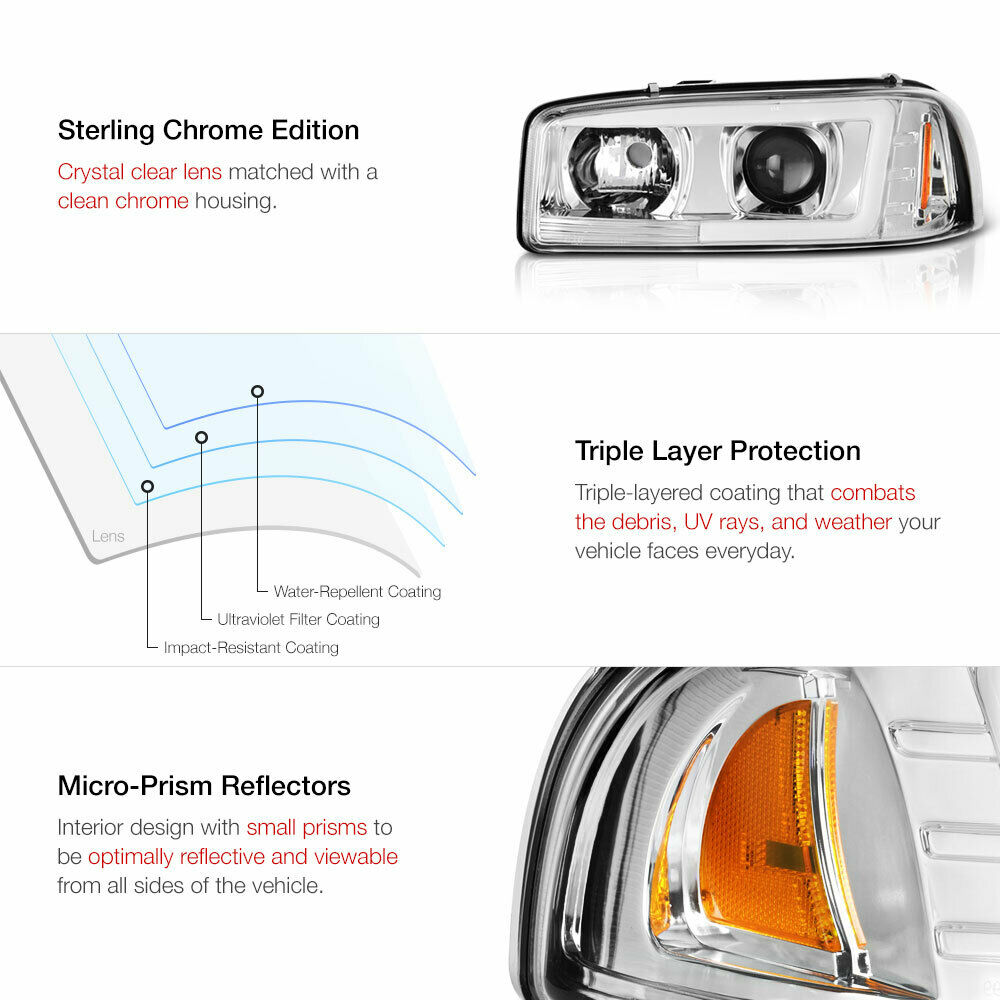 Sterling Chrome Edition
Crystal clear lens matched with a
clean chrome housing.
Lens
Water-Repellent Coating
Ultraviolet Filter Coating
Impact-Resistant Coating
Triple Layer Protection
Triple-layered coating that combats
the debris, UV rays, and weather your
vehicle faces everyday.
Micro-Prism Reflectors
Interior design with small prisms to
be optimally reflective and viewable
from all sides of the vehicle.